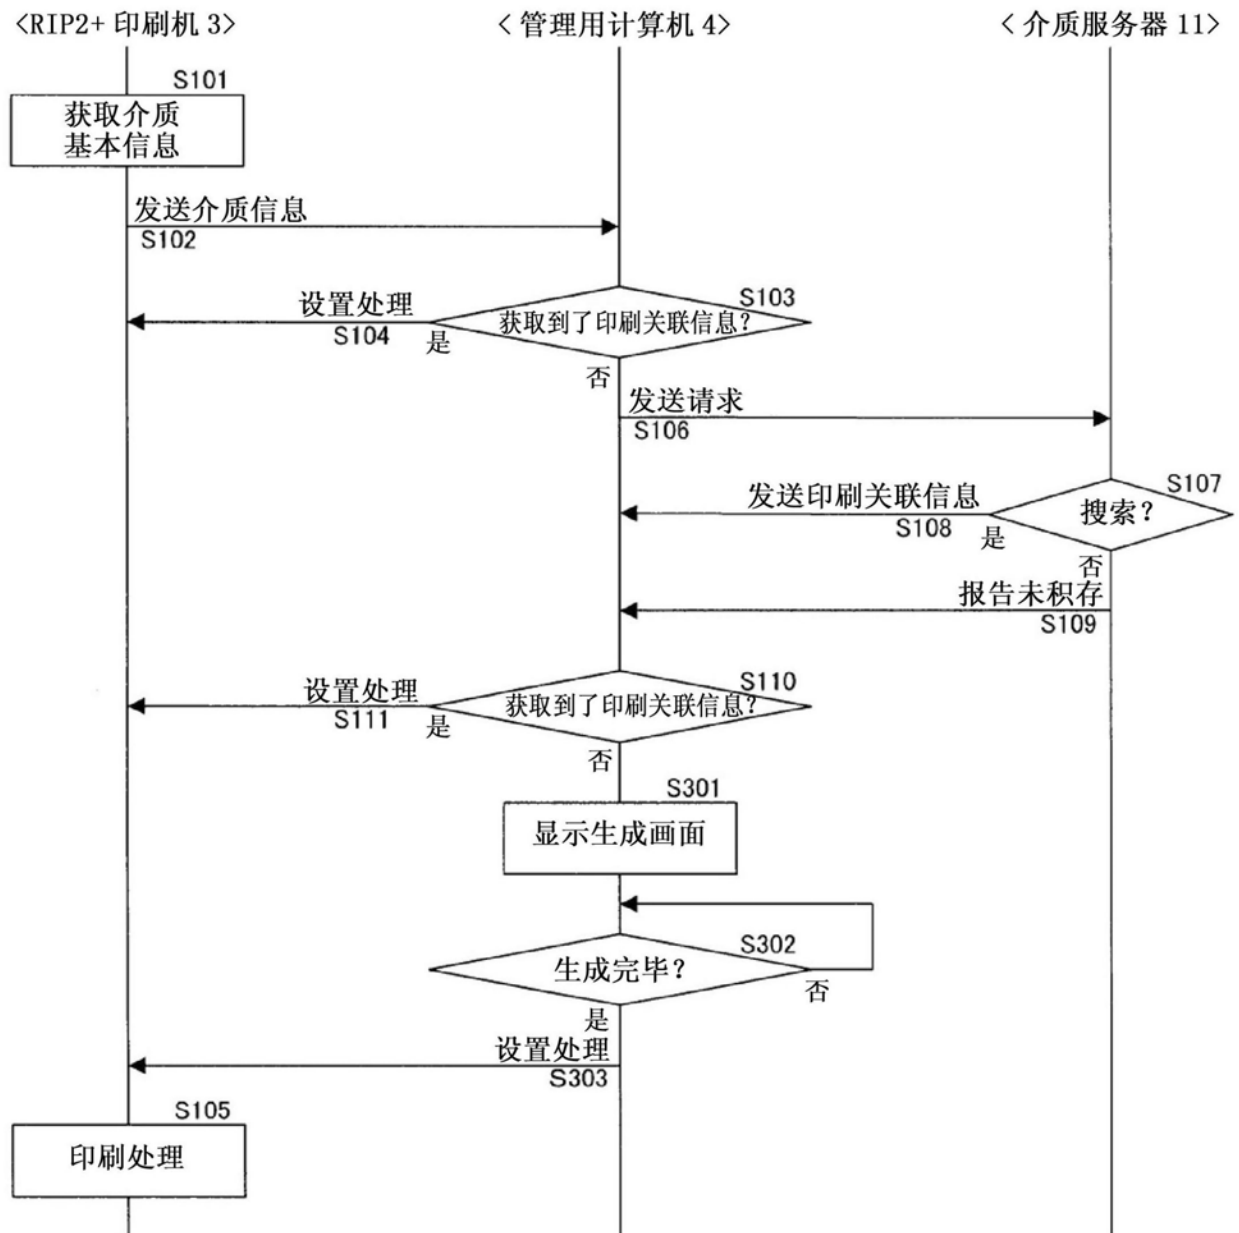 <RIP2+ 印刷机 3>
<管理用计算机 4>
<介质服务器 11>
S101
获取介质
基本信息
发送介质信息
S102
S103
设置处理
获取到了印刷关联信息？
S104
是
否
发送请求
S106
S107
发送印刷关联信息
搜索？
S108
是
否
报告未积存
S109
S110
设置处理
获取到了印刷关联信息？
S111
是
否
S301
显示生成画面
S302
生成完毕？
否
是
设置处理
S303
S105
印刷处理